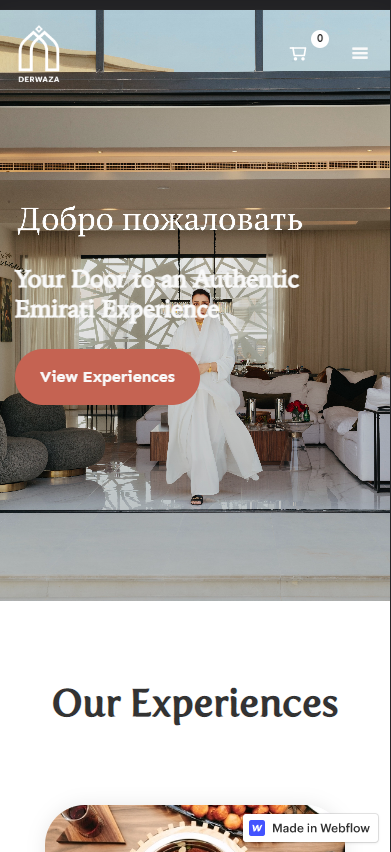 DERWAZA
0
Добро пожаловать
Your Door to an Authentic
Emirati Experience
View Experiences
Our Experiences
Made in Webflow